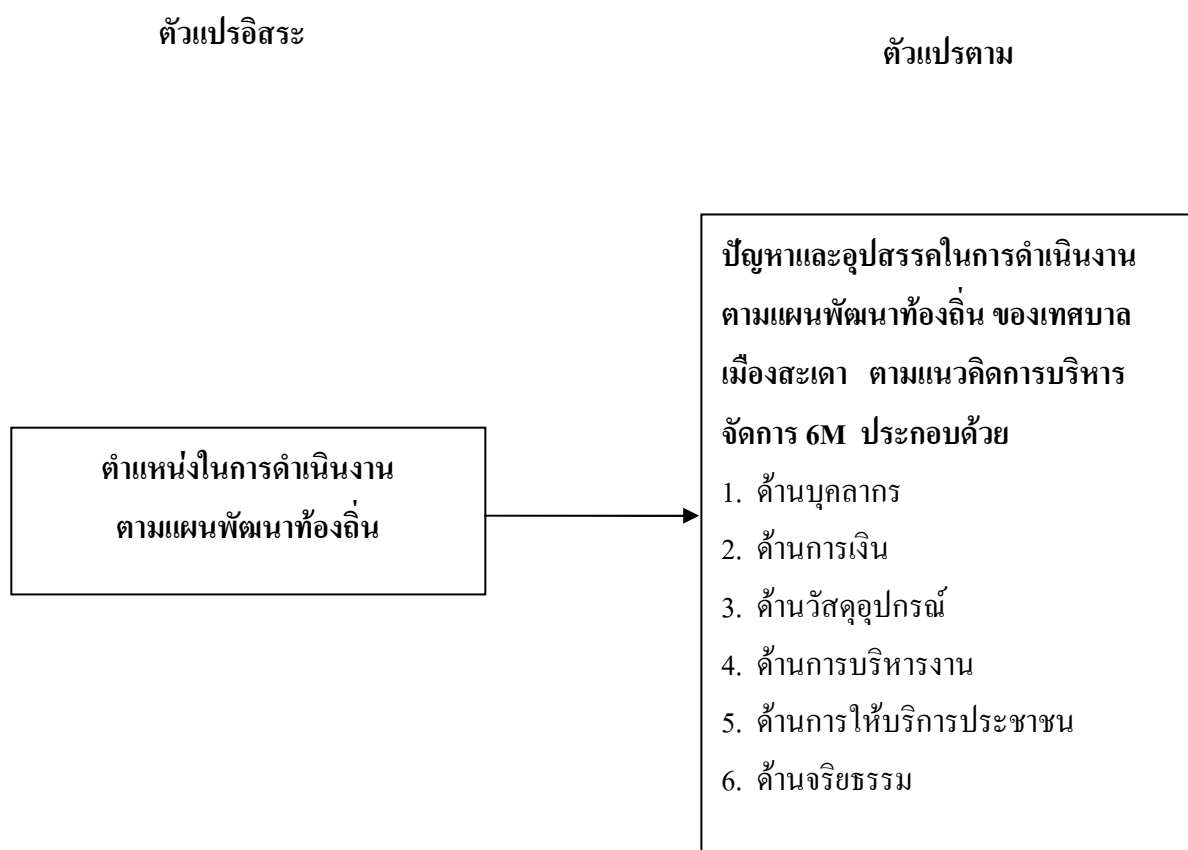 ตัวแปรอิสระ
ตัวแปรตาม
ตำแหน่งในการดำเนินงาน
ตามแผนพัฒนาท้องถิ่น
ปัญหาและอุปสรรคในการดำเนินงาน
ตามแผนพัฒนาท้องถิ่น ของเทศบาล
เมืองสะเดา ตามแนวคิดการบริหาร
จัดการ 6M ประกอบด้วย
1. ด้านบุคลากร
2. ด้านการเงิน
3. ด้านวัสดุอุปกรณ์
4. ด้านการบริหารงาน
5. ด้านการให้บริการประชาชน
6. ด้านจริยธรรม